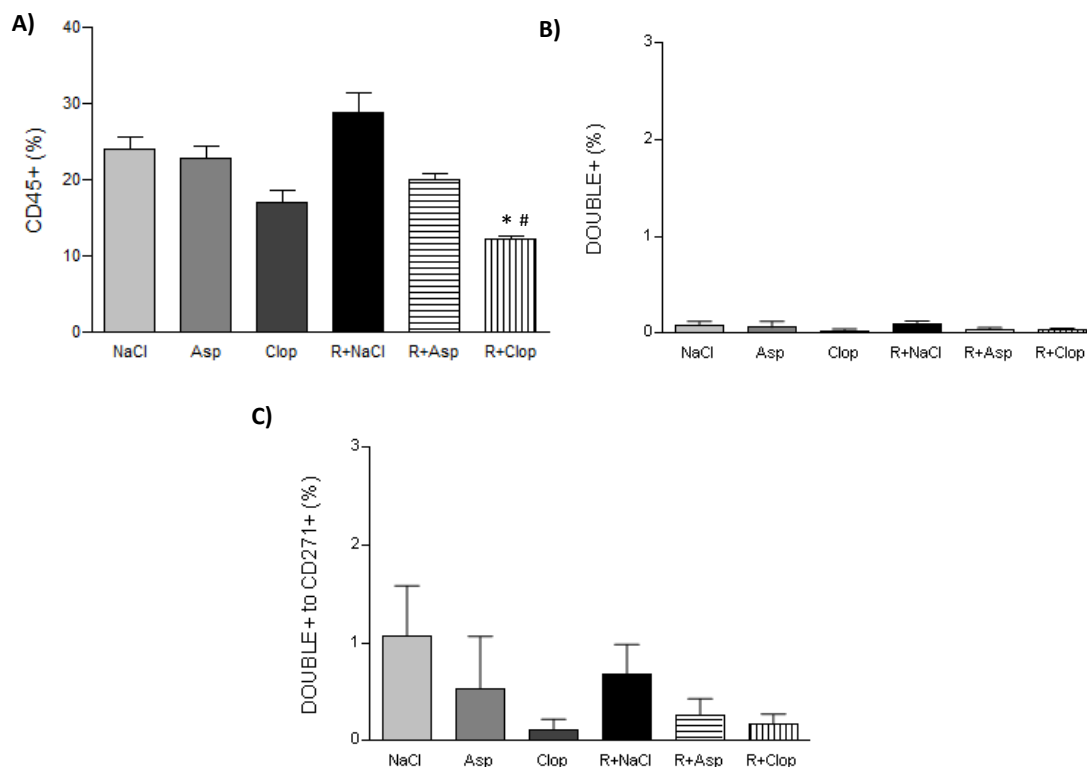 A)
CD45+ (%)
40
30
20
10
0
* #
NaCl Asp Clop R+NaCl R+Asp R+Clop
B)
DOUBLE+ (%)
3
2
1
0
NaCl Asp Clop R+NaCl R+Asp R+Clop
C)
DOUBLE+ to CD271+ (%)
3
2
1
0
NaCl Asp Clop R+NaCl R+Asp R+Clop